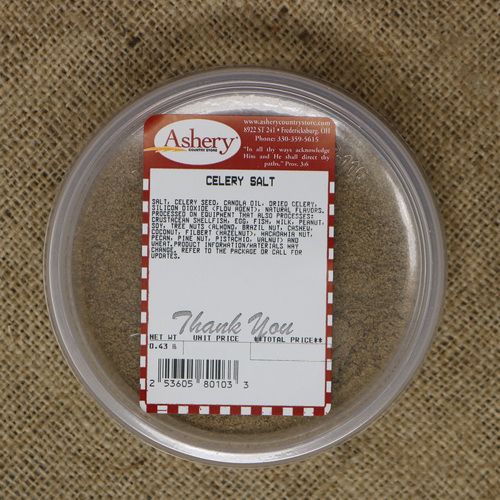 Ashery
COUNTRY STORE
www.asherycountrystore.com
8922 ST 241 • Fredericksburg, OH
Phone: 330-359-5615
"In all thy ways acknowledge
Him and He shall direct thy
paths." Prov. 3:6
CELERY SALT
SALT, CELERY SEED, CANOLA OIL, DRIED CELERY,
SILICON DIOXIDE (FLOW AGENT), NATURAL FLAVORS.
PROCESSED ON EQUIPMENT THAT ALSO PROCESSES:
CRUSTACEAN SHELLFISH, EGG, FISH, MILK, PEANUT,
SOY, TREE NUTS (ALMOND, BRAZIL NUT, CASHEW,
COCONUT, FILBERT (HAZELNUT), MACADAMIA NUT,
PECAN, PINE NUT, PISTACHIO, WALNUT) AND
WHEAT.PRODUCT INFORMATION/MATERIALS MAY
CHANGE. REFER TO THE PACKAGE OR CALL FOR
UPDATES.
Thank You
NET WT UNIT PRICE **TOTAL PRICE**
0.43 lb
2 53605 80103 3